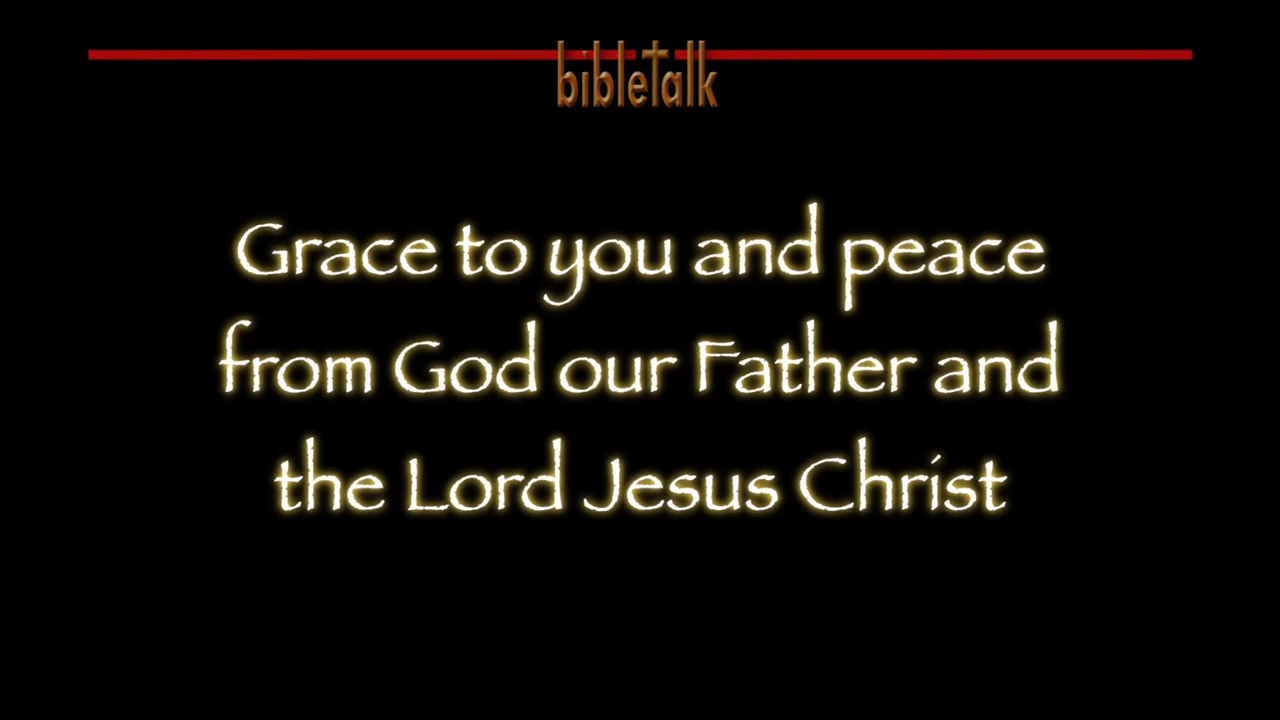 bibleTalk
Grace to you and peace
from God our Father and
the Lord Jesus Christ